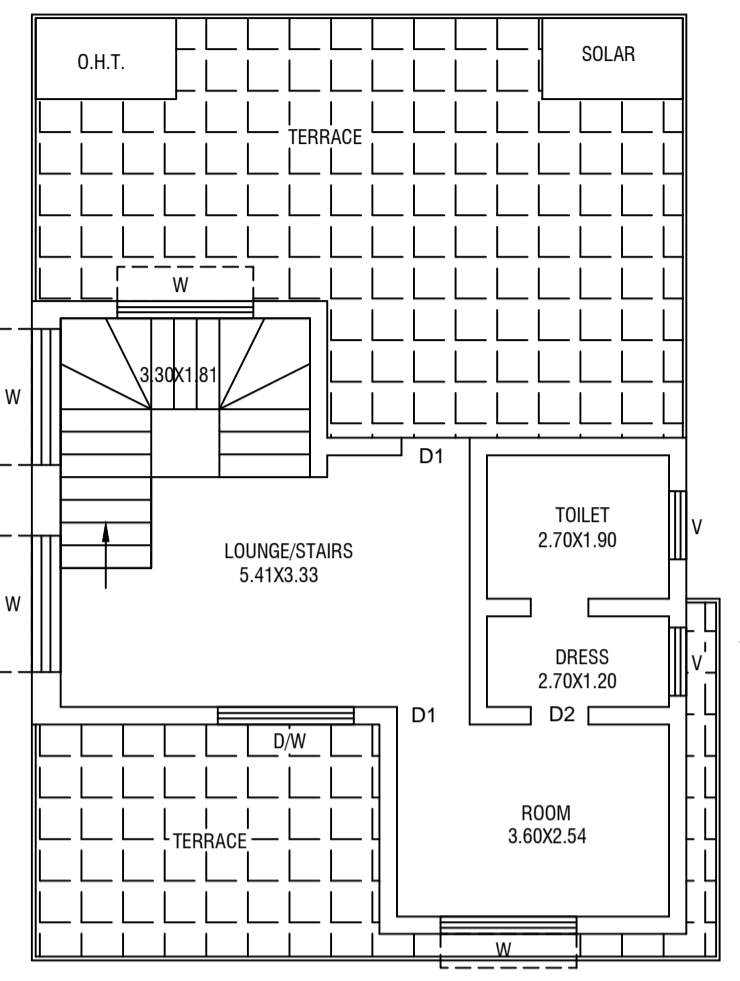 O.H.T.
SOLAR
TERRACE
W
3.30X1.81
W
D1
TOILET
2.70X1.90
V
LOUNGE/STAIRS
5.41X3.33
W
DRESS
2.70X1.20
V
D1
D2
D/W
TERRACE
ROOM
3.60X2.54
W